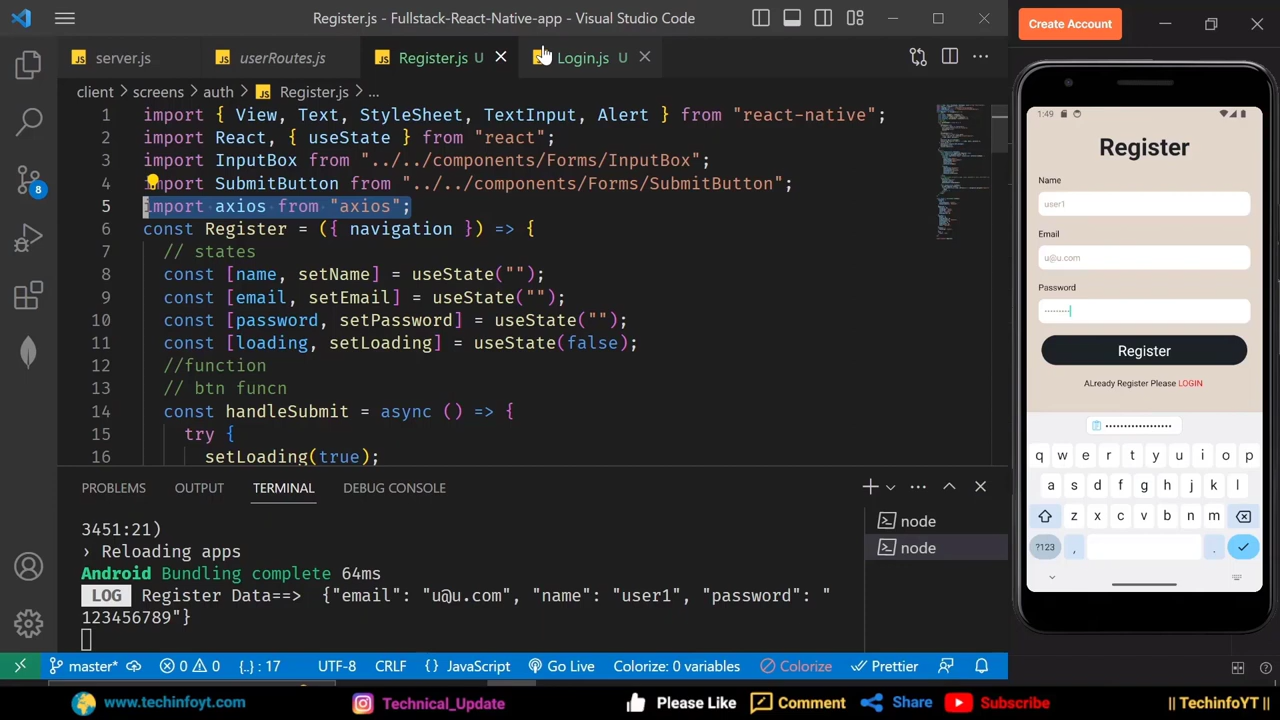 Register.js - Fullstack-React-Native-app - Visual Studio Code
Create Account
server.js
userRoutes.js
Register.js U
Login.js U
client > screens > auth > Register.js > ...
1 import { View, Text, StyleSheet, TextInput, Alert } from "react-native";
2 import React, { useState } from "react";
3 import InputBox from "../../components/Forms/InputBox";
4 import SubmitButton from "../../components/Forms/SubmitButton";
5 import axios from "axios";
6 const Register = ({ navigation }) => {
7 // states
8 const [name, setName] = useState("");
9 const [email, setEmail] = useState("");
10 const [password, setPassword] = useState("");
11 const [loading, setLoading] = useState(false);
12 //function
13 // btn funcn
14 const handleSubmit = async () => {
15 try {
16 setLoading(true);
8
PROBLEMS OUTPUT TERMINAL DEBUG CONSOLE
3451:21)
› Reloading apps
Android Bundling complete 64ms
LOG Register Data==> {"email": "u@u.com", "name": "user1", "password": "
123456789"}
node
node
master* 0 0 {..} : 17 UTF-8 CRLF {} JavaScript Go Live Colorize: 0 variables Colorize Prettier
1:49
Register
Name
user1
Email
u@u.com
Password
•••••••••
Register
ALready Register Please LOGIN
q w e r t y u i o p
a s d f g h j k l
z x c v b n m
?123 , .
www.techinfoyt.com Technical_Update Please Like Comment Share Subscribe || TechinfoYT ||